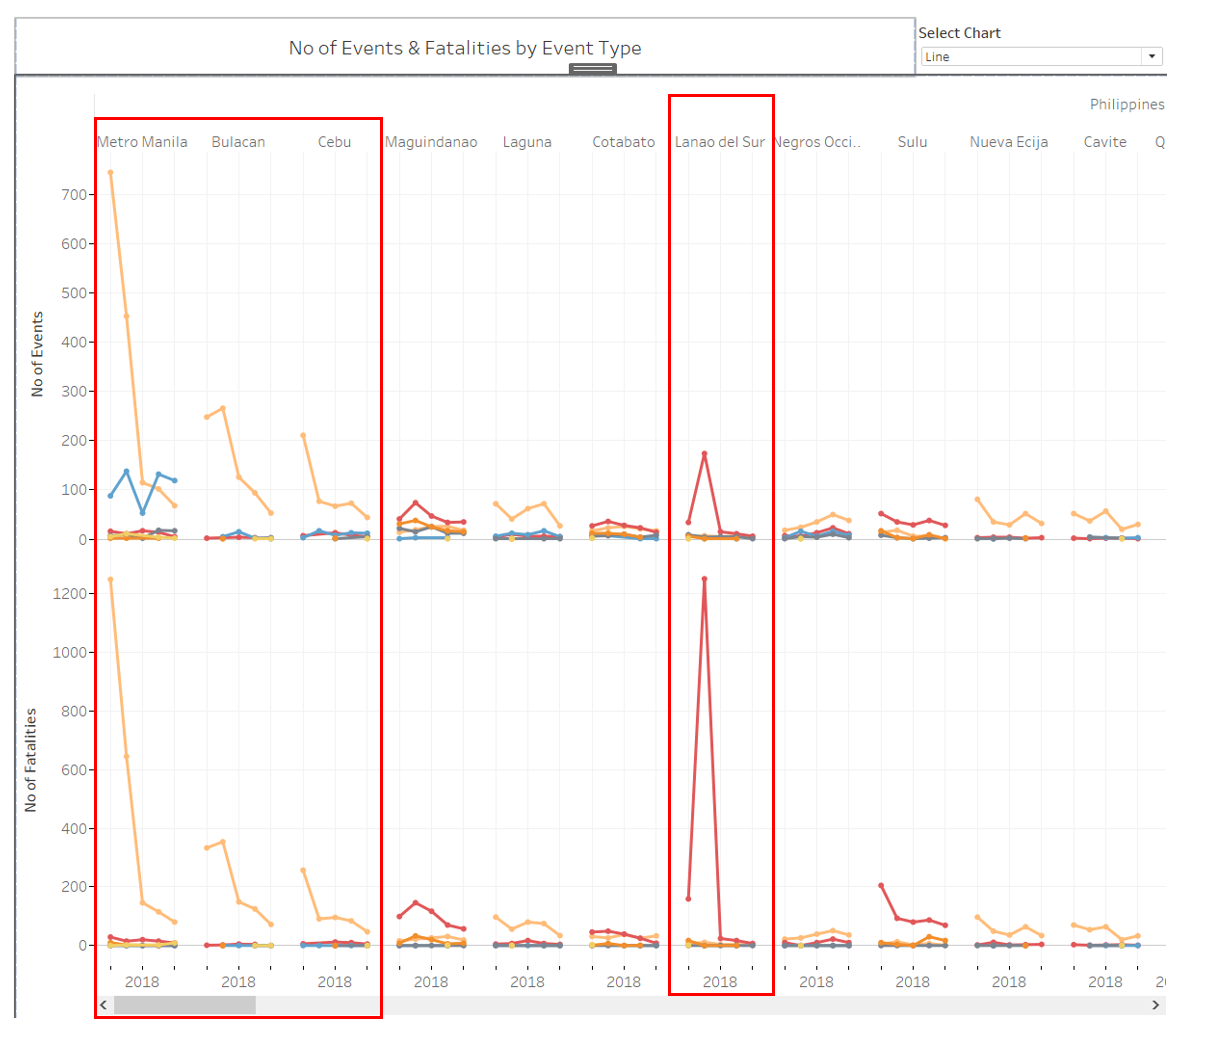 No of Events & Fatalities by Event Type
Select Chart
Line
Philippines
Metro Manila Bulacan Cebu Maguindanao Laguna Cotabato Lanao del Sur Negros Occi.. Sulu Nueva Ecija Cavite Q
No of Events
700
600
500
400
300
200
100
0
No of Fatalities
1200
1000
800
600
400
200
0
2018 2018 2018 2018 2018 2018 2018 2018 2018 2018 2018 20